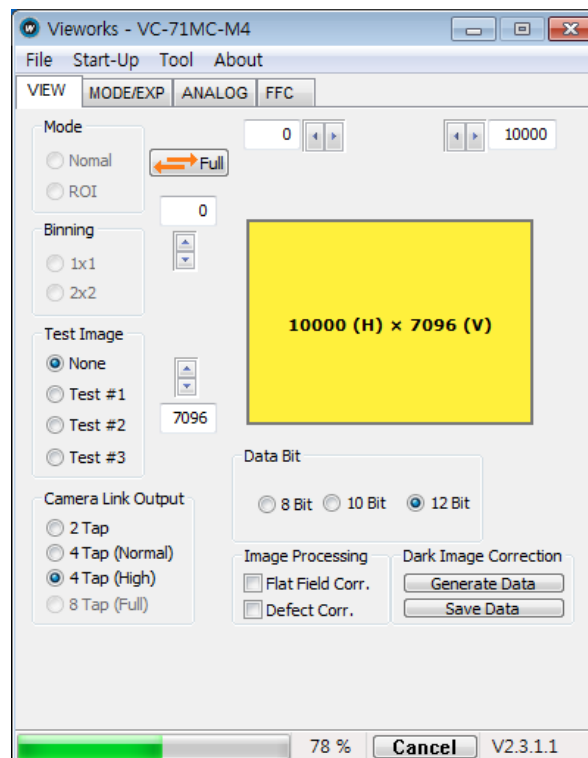 Vieworks - VC-71MC-M4
File Start-Up Tool About
VIEW MODE/EXP ANALOG FFC
Mode
Nomal
ROI
Full
0
10000
0
Binning
1x1
2x2
10000 (H) × 7096 (V)
Test Image
None
Test #1
Test #2
Test #3
7096
Data Bit
8 Bit 10 Bit 12 Bit
Camera Link Output
2 Tap
4 Tap (Normal)
4 Tap (High)
8 Tap (Full)
Image Processing
Flat Field Corr.
Defect Corr.
Dark Image Correction
Generate Data
Save Data
78 % Cancel V2.3.1.1